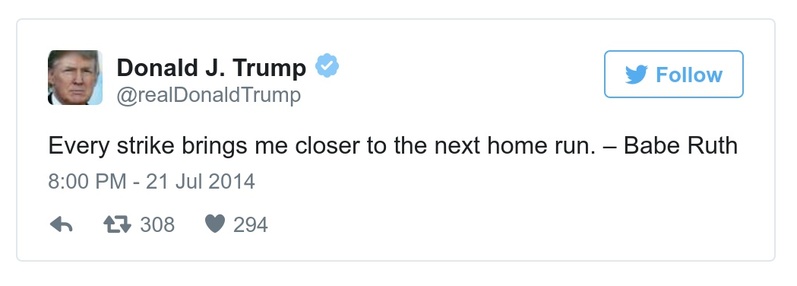 Donald J. Trump
@realDonaldTrump
Follow
Every strike brings me closer to the next home run. – Babe Ruth
8:00 PM - 21 Jul 2014
308 294